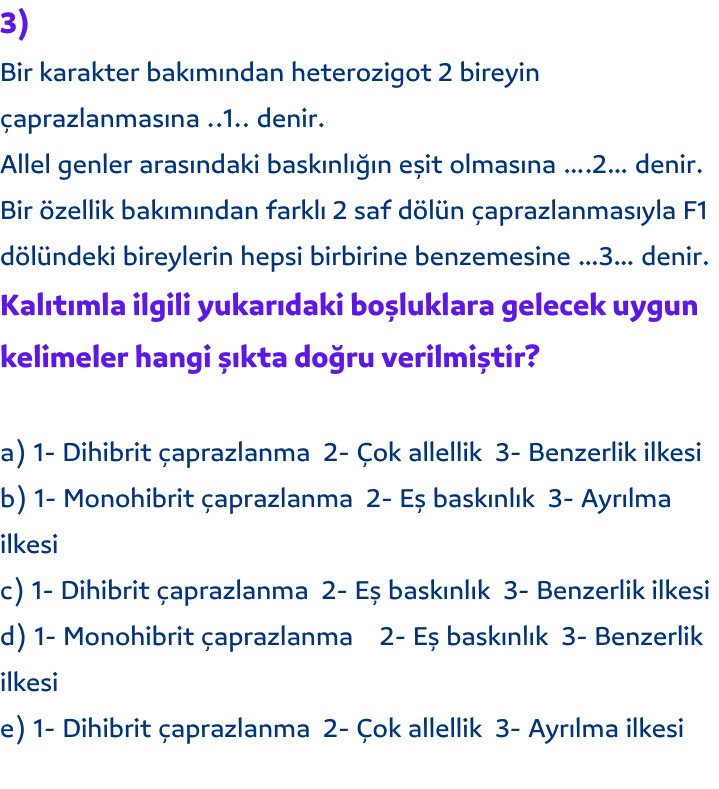 3)
Bir karakter bakımından heterozigot 2 bireyin
çaprazlanmasına ..1.. denir.
Allel genler arasındaki baskınlığın eşit olmasına ....2... denir.
Bir özellik bakımından farklı 2 saf dölün çaprazlanmasıyla F1
dölündeki bireylerin hepsi birbirine benzemesine ...3... denir.
Kalıtımla ilgili yukarıdaki boşluklara gelecek uygun
kelimeler hangi şıkta doğru verilmiştir?
a) 1- Dihibrit çaprazlanma 2- Çok allellik 3- Benzerlik ilkesi
b) 1- Monohibrit çaprazlanma 2- Eş baskınlık 3- Ayrılma
ilkesi
c) 1- Dihibrit çaprazlanma 2- Eş baskınlık 3- Benzerlik ilkesi
d) 1- Monohibrit çaprazlanma 2- Eş baskınlık 3- Benzerlik
ilkesi
e) 1- Dihibrit çaprazlanma 2- Çok allellik 3- Ayrılma ilkesi